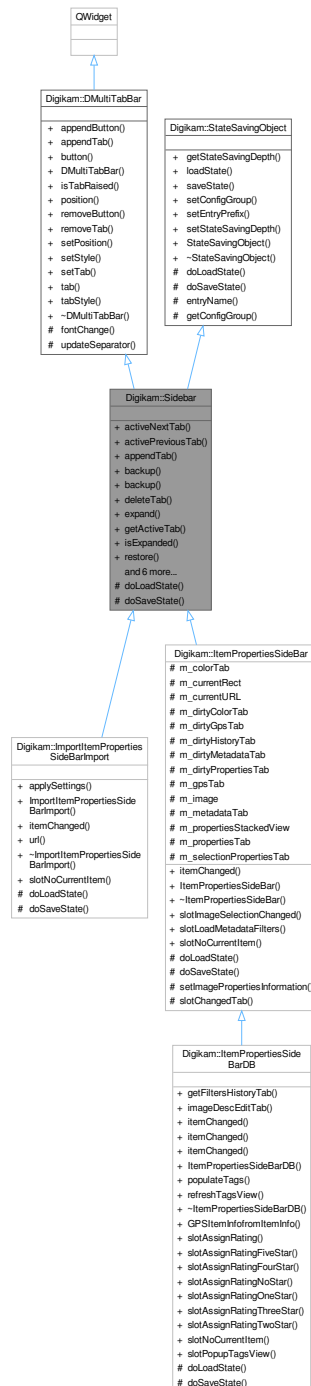 QWidget
Digikam::DMultiTabBar
+ appendButton()
+ appendTab()
+ button()
+ DMultiTabBar()
+ isTabRaised()
+ position()
+ removeButton()
+ removeTab()
+ setPosition()
+ setStyle()
+ setTab()
+ tab()
+ tabStyle()
+ ~DMultiTabBar()
# fontChange()
# updateSeparator()
Digikam::StateSavingObject
+ getStateSavingDepth()
+ loadState()
+ saveState()
+ setConfigGroup()
+ setEntryPrefix()
+ setStateSavingDepth()
+ StateSavingObject()
+ ~StateSavingObject()
# doLoadState()
# doSaveState()
# entryName()
# getConfigGroup()
Digikam::Sidebar
+ activeNextTab()
+ activePreviousTab()
+ appendTab()
+ backup()
+ backup()
+ deleteTab()
+ expand()
+ getActiveTab()
+ isExpanded()
+ restore()
and 6 more...
# doLoadState()
# doSaveState()
Digikam::ImportItemProperties
SideBarImport
+ applySettings()
+ ImportItemPropertiesSide
BarImport()
+ itemChanged()
+ url()
+ ~ImportItemPropertiesSide
BarImport()
+ slotNoCurrentItem()
# doLoadState()
# doSaveState()
Digikam::ItemPropertiesSideBar
# m_colorTab
# m_currentRect
# m_currentURL
# m_dirtyColorTab
# m_dirtyGpsTab
# m_dirtyHistoryTab
# m_dirtyMetadataTab
# m_dirtyPropertiesTab
# m_gpsTab
# m_image
# m_metadataTab
# m_propertiesStackedView
# m_propertiesTab
# m_selectionPropertiesTab
+ itemChanged()
+ ItemPropertiesSideBar()
+ ~ItemPropertiesSideBar()
+ slotImageSelectionChanged()
+ slotLoadMetadataFilters()
+ slotNoCurrentItem()
# doLoadState()
# doSaveState()
# setImagePropertiesInformation()
# slotChangedTab()
Digikam::ItemPropertiesSide
BarDB
+ getFiltersHistoryTab()
+ imageDescEditTab()
+ itemChanged()
+ itemChanged()
+ itemChanged()
+ ItemPropertiesSideBarDB()
+ populateTags()
+ refreshTagsView()
+ ~ItemPropertiesSideBarDB()
+ GPSItemInfofromItemInfo()
+ slotAssignRating()
+ slotAssignRatingFiveStar()
+ slotAssignRatingFourStar()
+ slotAssignRatingNoStar()
+ slotAssignRatingOneStar()
+ slotAssignRatingThreeStar()
+ slotAssignRatingTwoStar()
+ slotNoCurrentItem()
+ slotPopupTagsView()
# doLoadState()
# doSaveState()